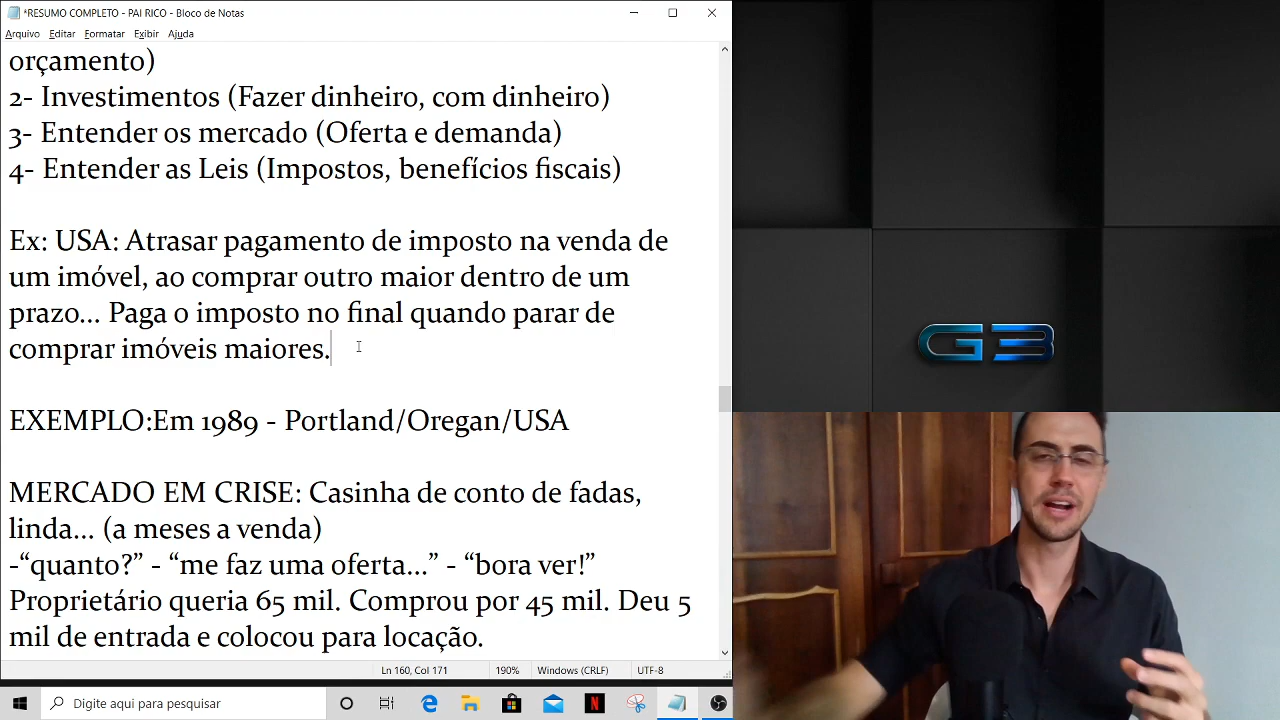 *RESUMO COMPLETO - PAI RICO - Bloco de Notas
Arquivo Editar Formatar Exibir Ajuda
orçamento)
2- Investimentos (Fazer dinheiro, com dinheiro)
3- Entender os mercado (Oferta e demanda)
4- Entender as Leis (Impostos, benefícios fiscais)
Ex: USA: Atrasar pagamento de imposto na venda de
um imóvel, ao comprar outro maior dentro de um
prazo... Paga o imposto no final quando parar de
comprar imóveis maiores.
EXEMPLO:Em 1989 - Portland/Oregan/USA
MERCADO EM CRISE: Casinha de conto de fadas,
linda... (a meses a venda)
-“quanto?” - “me faz uma oferta...” - “bora ver!”
Proprietário queria 65 mil. Comprou por 45 mil. Deu 5
mil de entrada e colocou para locação.
Ln 160, Col 171 190% Windows (CRLF) UTF-8
Digite aqui para pesquisar
G3